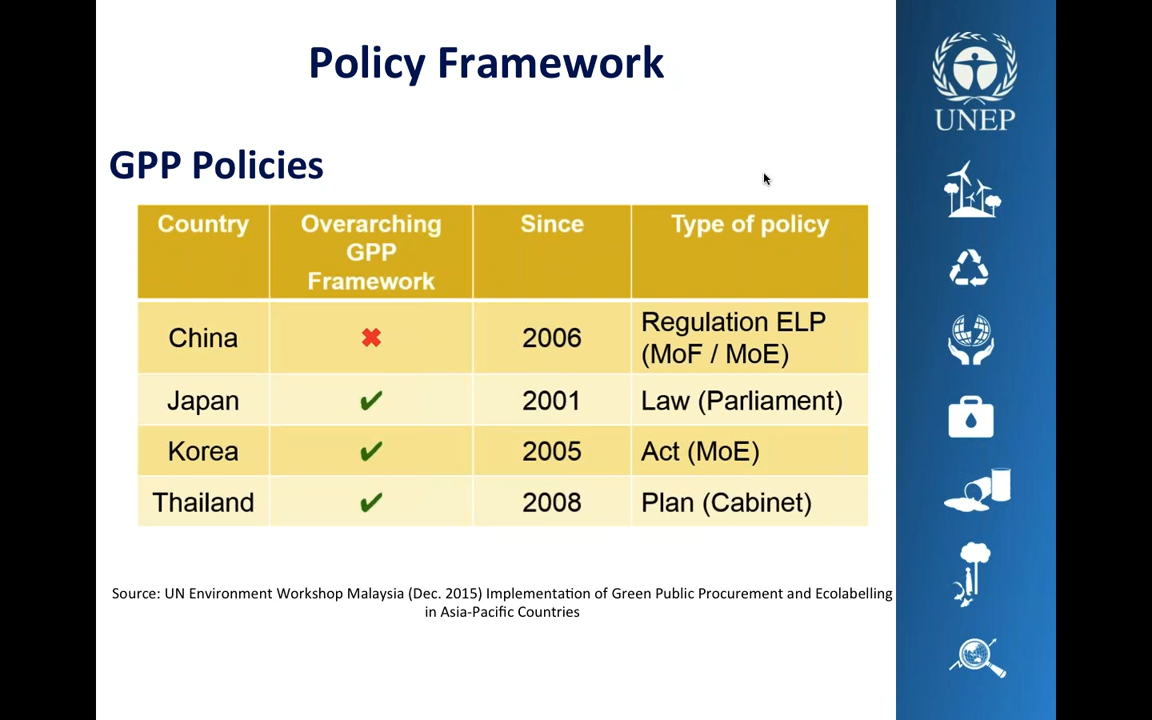 Policy Framework
UNEP
GPP Policies
Country Overarching GPP Framework Since Type of policy
China ✖ 2006 Regulation ELP (MoF / MoE)
Japan ✔ 2001 Law (Parliament)
Korea ✔ 2005 Act (MoE)
Thailand ✔ 2008 Plan (Cabinet)
Source: UN Environment Workshop Malaysia (Dec. 2015) Implementation of Green Public Procurement and Ecolabelling
in Asia-Pacific Countries